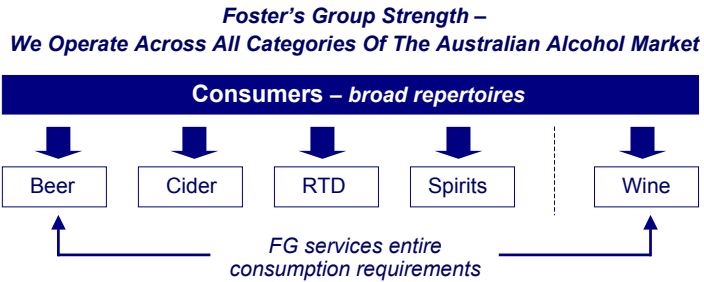 Foster’s Group Strength –
We Operate Across All Categories Of The Australian Alcohol Market
Consumers – broad repertoires
Beer
Cider
RTD
Spirits
Wine
FG services entire
consumption requirements